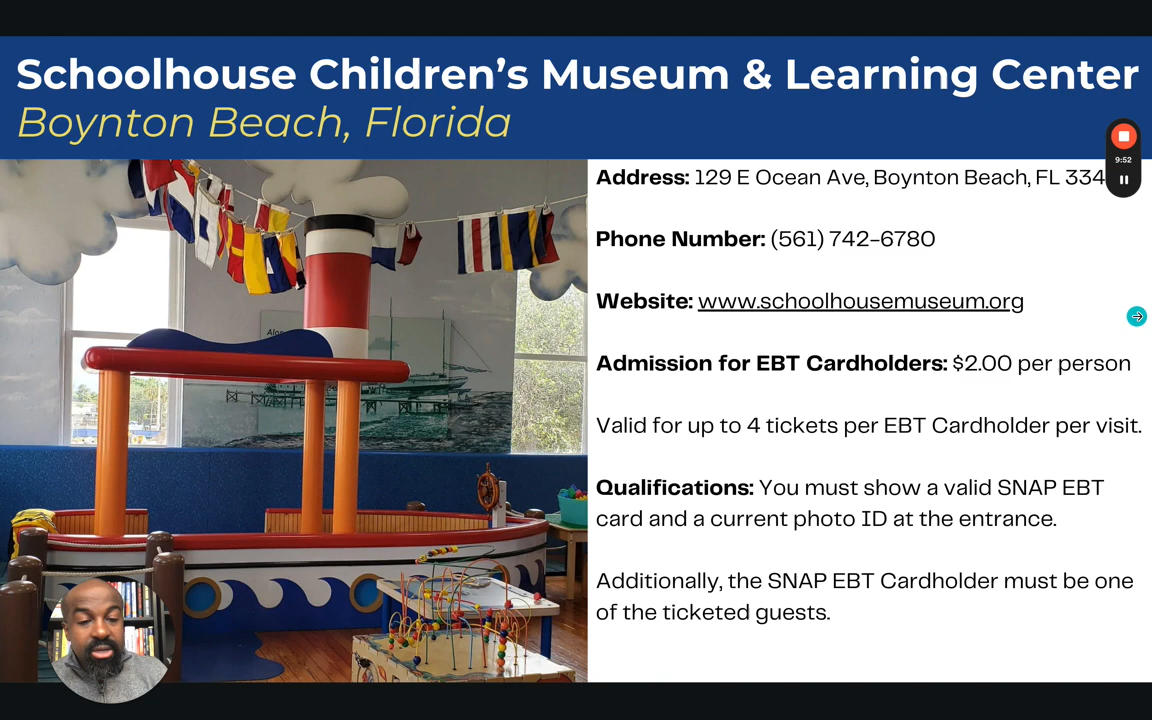 Schoolhouse Children's Museum & Learning Center
Boynton Beach, Florida
Address: 129 E Ocean Ave, Boynton Beach, FL 334
9:52
Phone Number: (561) 742-6780
Website: www.schoolhousemuseum.org
Admission for EBT Cardholders: $2.00 per person
Valid for up to 4 tickets per EBT Cardholder per visit.
Qualifications: You must show a valid SNAP EBT
card and a current photo ID at the entrance.
Additionally, the SNAP EBT Cardholder must be one
of the ticketed guests.